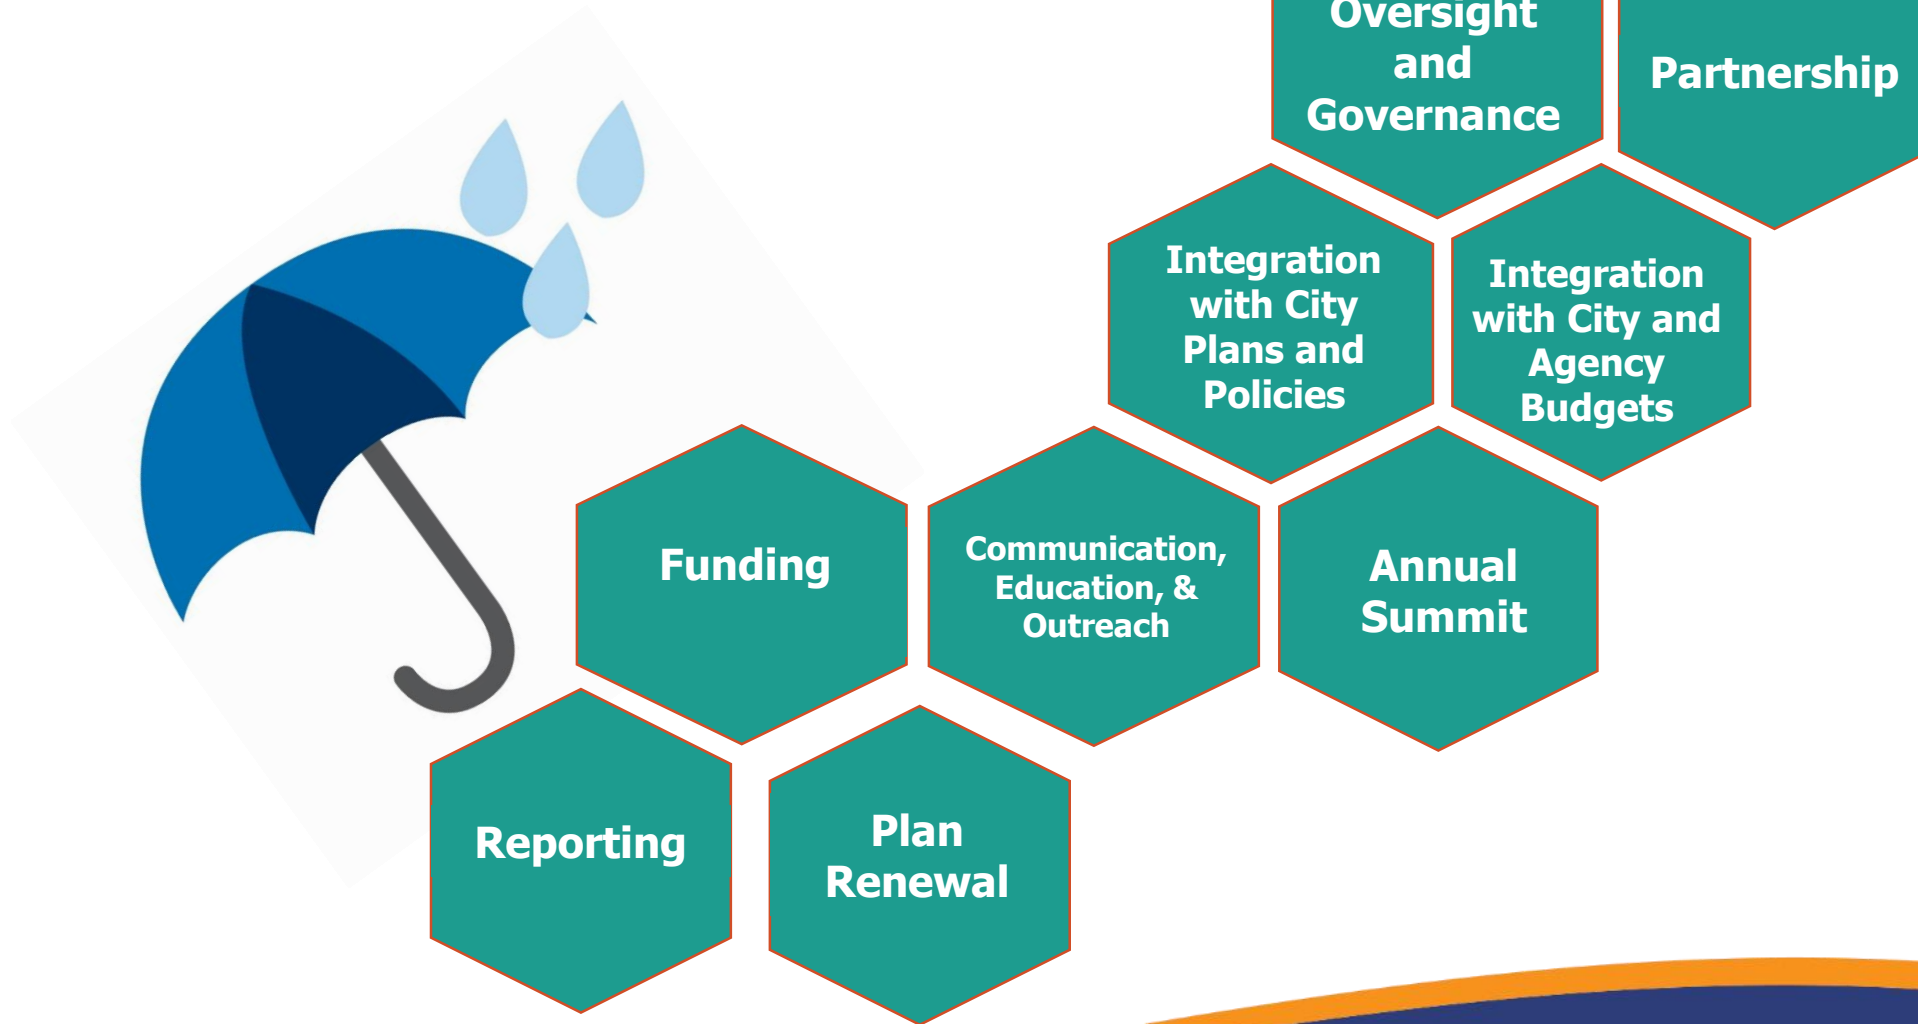 Oversight
and
Governance
Partnership
Integration
with City
Plans and
Policies
Integration
with City and
Agency
Budgets
Funding
Communication,
Education, &
Outreach
Annual
Summit
Reporting
Plan
Renewal